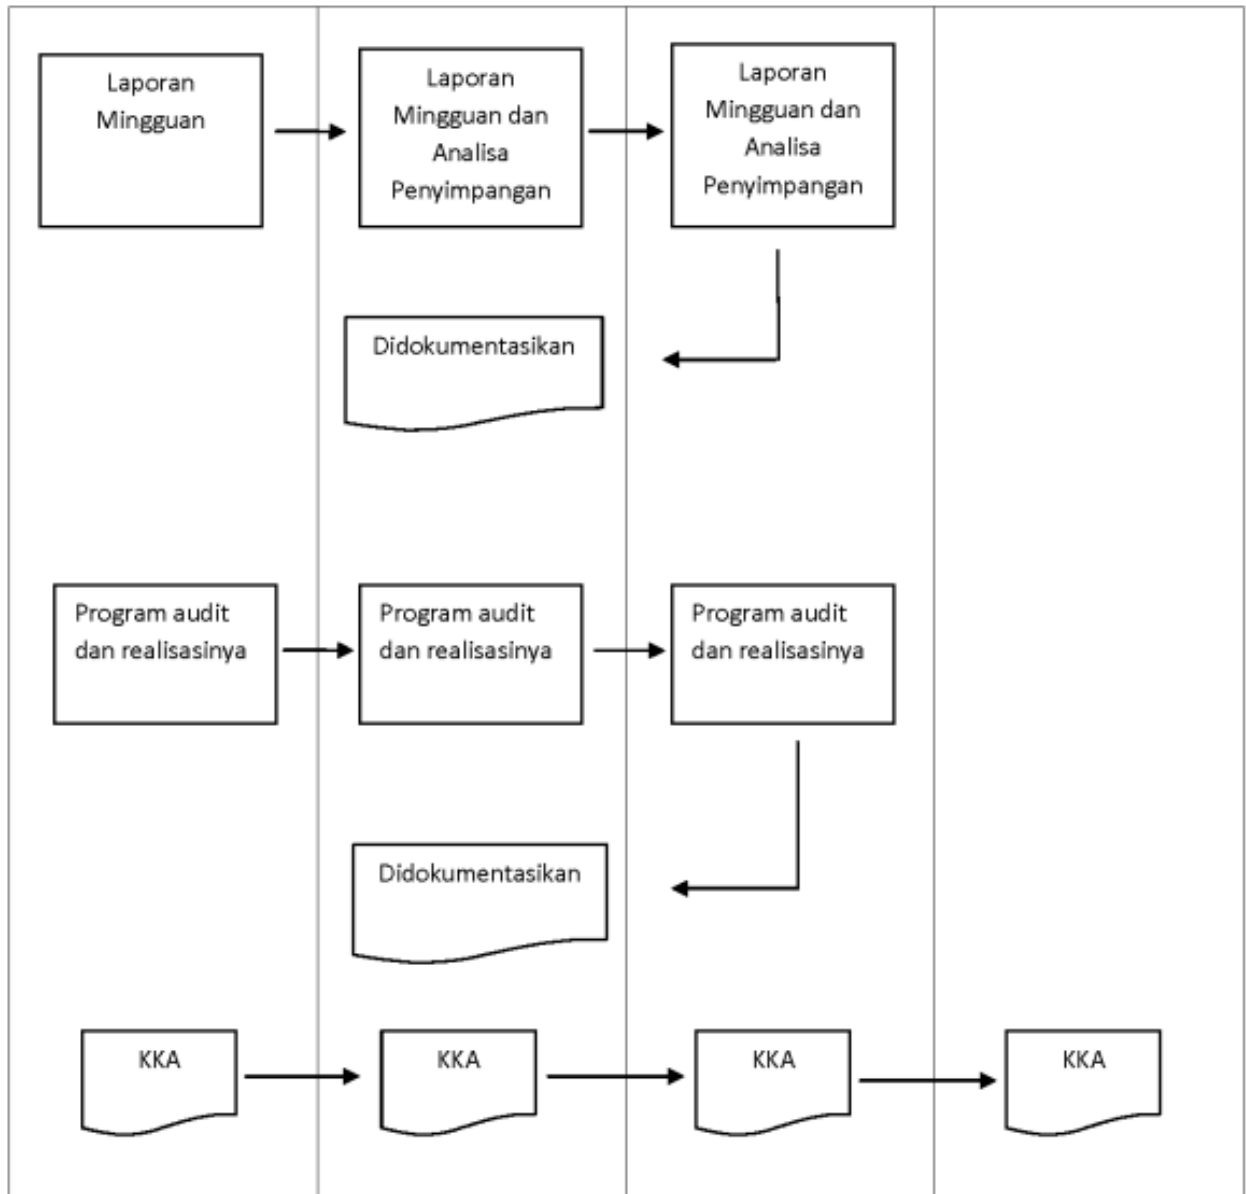 Laporan
Mingguan
Laporan
Mingguan dan
Analisa
Penyimpangan
Laporan
Mingguan dan
Analisa
Penyimpangan
Didokumentasikan
Program audit
dan realisasinya
Program audit
dan realisasinya
Program audit
dan realisasinya
Didokumentasikan
KKA
KKA
KKA
KKA